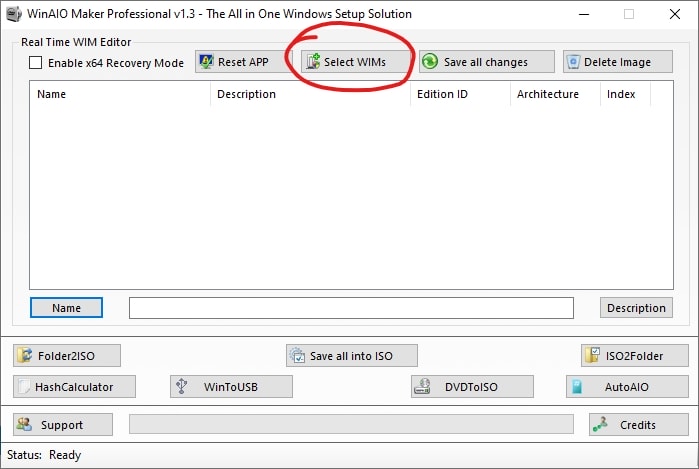 WinAIO Maker Professional v1.3 - The All in One Windows Setup Solution
Real Time WIM Editor
Enable x64 Recovery Mode Reset APP Select WIMs Save all changes Delete Image
Name Description Edition ID Architecture Index
Name Description
Folder2ISO Save all into ISO ISO2Folder
HashCalculator WinToUSB DVDToISO AutoAIO
Support Credits
Status: Ready